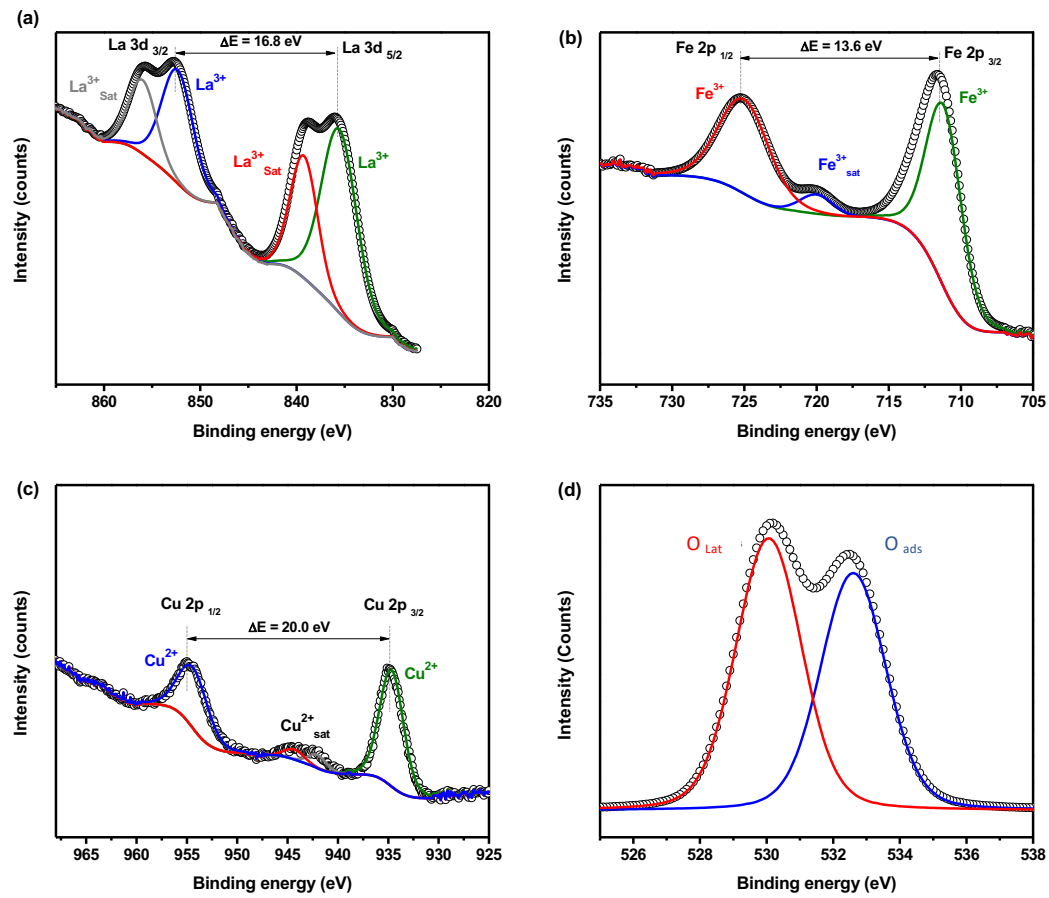 (a)
La 3d 3/2
ΔE = 16.8 eV
La 3d 5/2
La3+ Sat
La3+
La3+ Sat
La3+
Intensity (counts)
860 850 840 830 820
Binding energy (eV)
(b)
Fe 2p 1/2
ΔE = 13.6 eV
Fe 2p 3/2
Fe3+
Fe3+ sat
Fe3+
Intensity (counts)
735 730 725 720 715 710 705
Binding energy (eV)
(c)
Cu 2p 1/2
Cu 2p 3/2
ΔE = 20.0 eV
Cu2+
Cu2+ sat
Cu2+
Intensity (counts)
965 960 955 950 945 940 935 930 925
Binding energy (eV)
(d)
O Lat
O ads
Intensity (Counts)
526 528 530 532 534 536 538
Binding energy (eV)